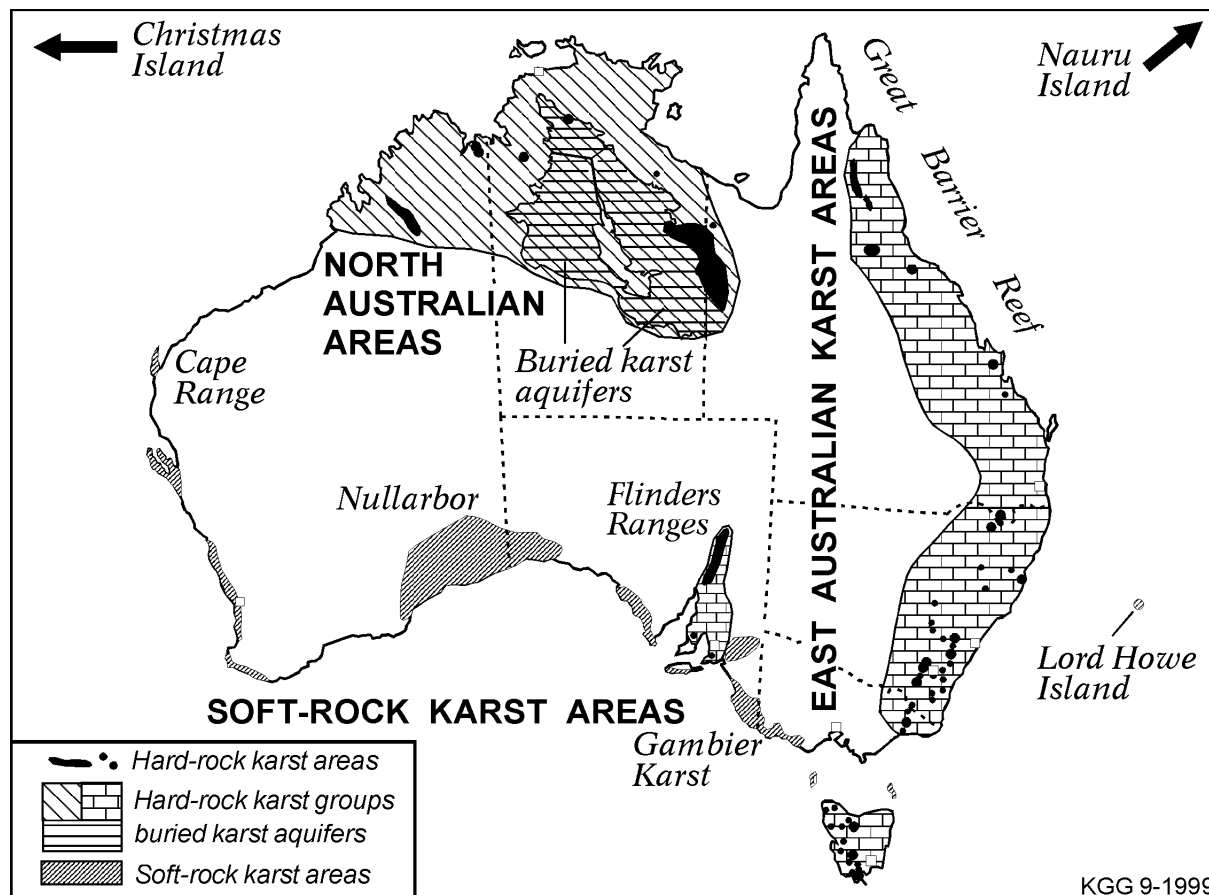 Christmas
Island
Great
Barrier
Reef
Nauru
Island
NORTH
AUSTRALIAN
AREAS
EAST AUSTRALIAN KARST AREAS
Cape
Range
Buried karst
aquifers
Nullarbor
Flinders
Ranges
Lord Howe
Island
SOFT-ROCK KARST AREAS
Gambier
Karst
Hard-rock karst areas
Hard-rock karst groups
buried karst aquifers
Soft-rock karst areas
KGG 9-1999